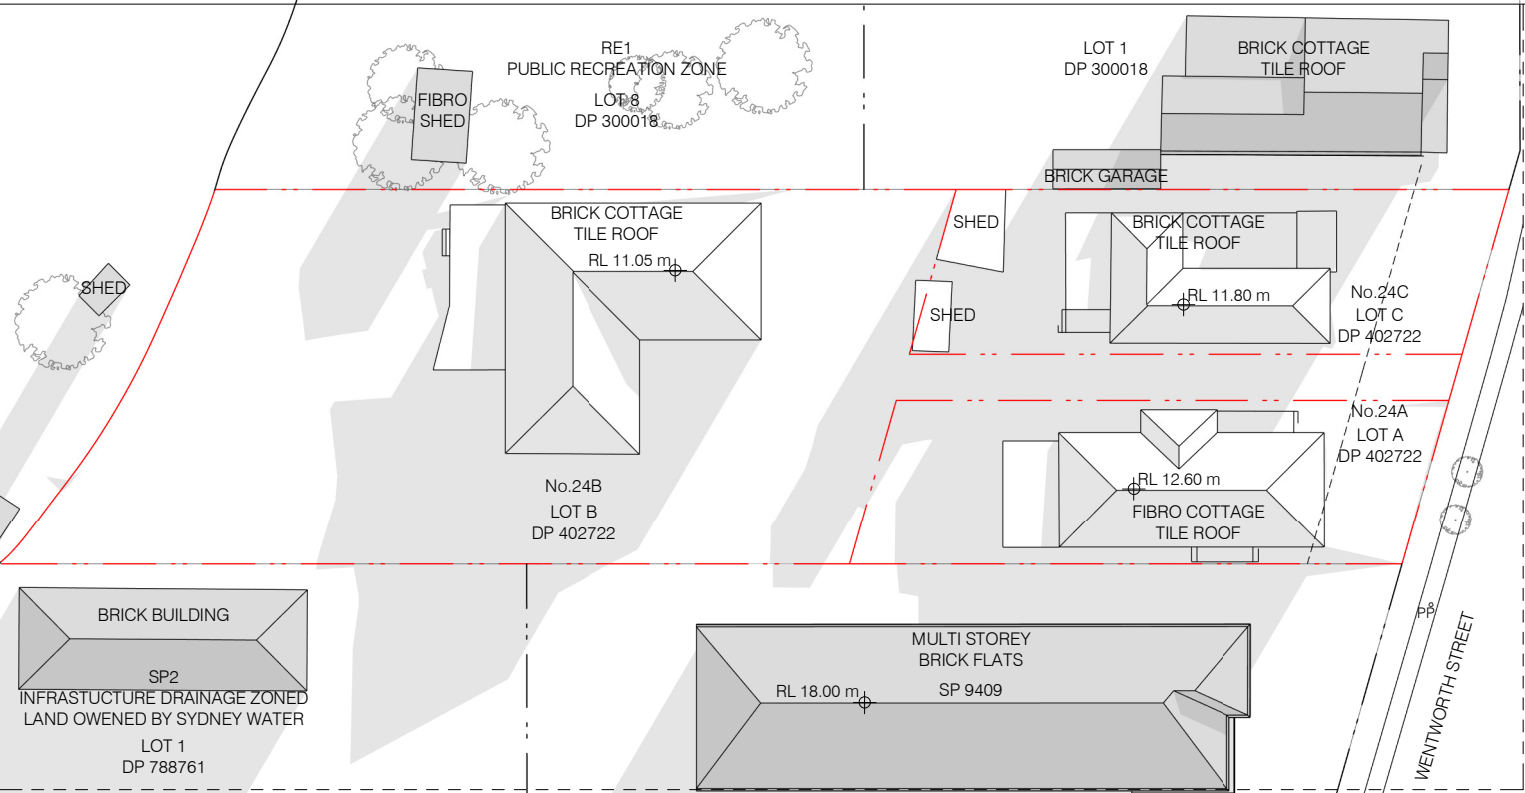 RE1
PUBLIC RECREATION ZONE
LOT 8
DP 300018
LOT 1
DP 300018
BRICK COTTAGE
TILE ROOF
FIBRO
SHED
BRICK GARAGE
BRICK COTTAGE
TILE ROOF
RL 11.05 m
SHED
BRICK COTTAGE
TILE ROOF
SHED
RL 11.80 m
No.24C
LOT C
DP 402722
SHED
No.24A
LOT A
DP 402722
No.24B
LOT B
DP 402722
RL 12.60 m
FIBRO COTTAGE
TILE ROOF
BRICK BUILDING
SP2
INFRASTUCTURE DRAINAGE ZONED
LAND OWENED BY SYDNEY WATER
LOT 1
DP 788761
MULTI STOREY
BRICK FLATS
RL 18.00 m
SP 9409
PP
WENTWORTH STREET